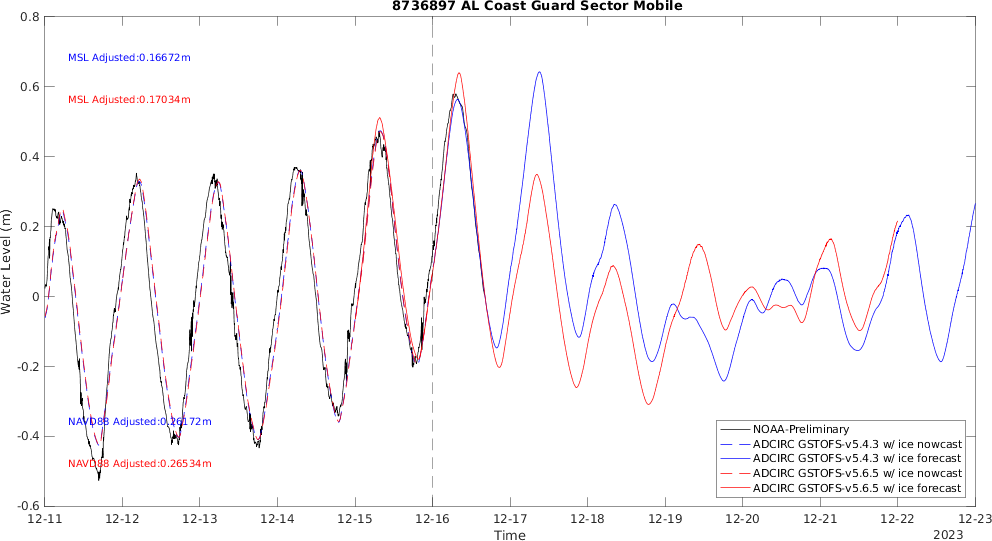 8736897 AL Coast Guard Sector Mobile
0.8
0.6
0.4
0.2
0
-0.2
-0.4
-0.6
Water Level (m)
MSL Adjusted:0.16672m
MSL Adjusted:0.17034m
NAVD88 Adjusted:0.26172m
NAVD88 Adjusted:0.26534m
NOAA-Preliminary
ADCIRC GSTOFS-v5.4.3 w/ ice nowcast
ADCIRC GSTOFS-v5.4.3 w/ ice forecast
ADCIRC GSTOFS-v5.6.5 w/ ice nowcast
ADCIRC GSTOFS-v5.6.5 w/ ice forecast
12-11 12-12 12-13 12-14 12-15 12-16 12-17 12-18 12-19 12-20 12-21 12-22 12-23
Time
2023